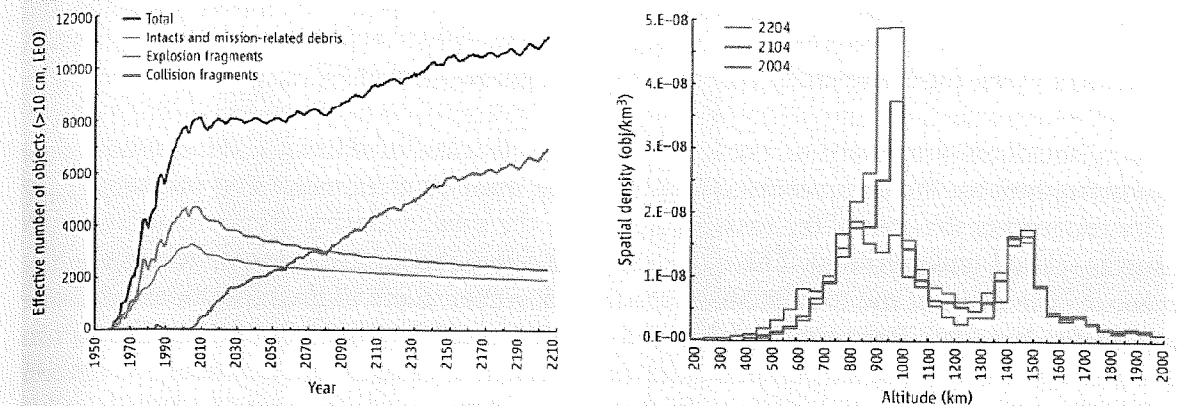 12000
10000
8000
6000
4000
2000
0
Effective number of objects (>10 cm, LEO)
Total
Intacts and mission-related debris
Explosion fragments
Collision fragments
1950 1970 1990 2010 2030 2050 2070 2090 2110 2130 2150 2170 2190 2210
Year
5.E-08
4.E-08
3.E-08
2.E-08
1.E-08
0.E-00
Spatial density (obj/km³)
2204
2104
2004
200 300 400 500 600 700 800 900 1000 1100 1200 1300 1400 1500 1600 1700 1800 1900 2000
Altitude (km)